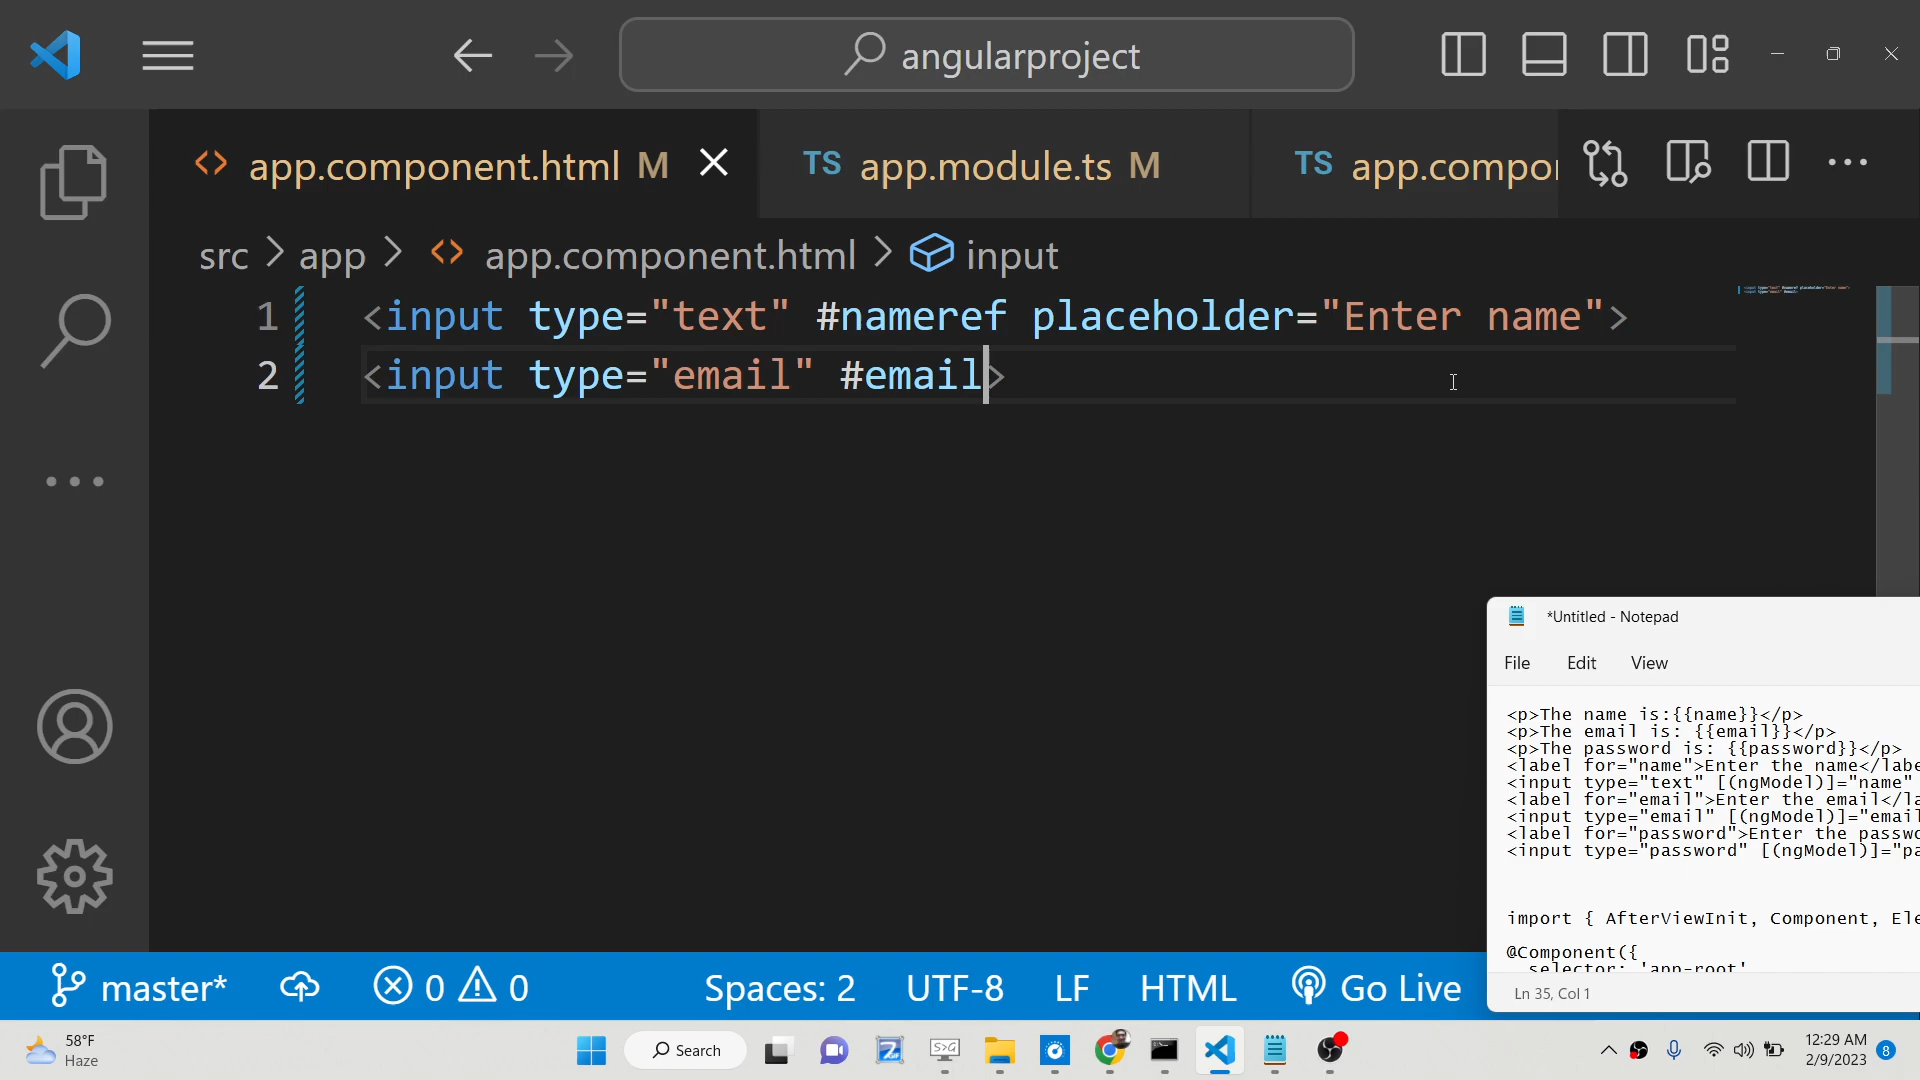 angularproject
app.component.html M
TS app.module.ts M
TS app.compo
src > app > app.component.html > input
1 <input type="text" #nameref placeholder="Enter name">
2 <input type="email" #email>
*Untitled - Notepad
File Edit View
<p>The name is:{{name}}</p>
<p>The email is: {{email}}</p>
<p>The password is: {{password}}</p>
<label for="name">Enter the name</labe
<input type="text" [(ngModel)]="name"
<label for="email">Enter the email</la
<input type="email" [(ngModel)]="email
<label for="password">Enter the passwo
<input type="password" [(ngModel)]="pa
import { AfterViewInit, Component, Ele
@Component({
selector: 'app-root'
Ln 35, Col 1
master* 0 0 Spaces: 2 UTF-8 LF HTML Go Live
58°F
Haze
Search
12:29 AM
2/9/2023
8